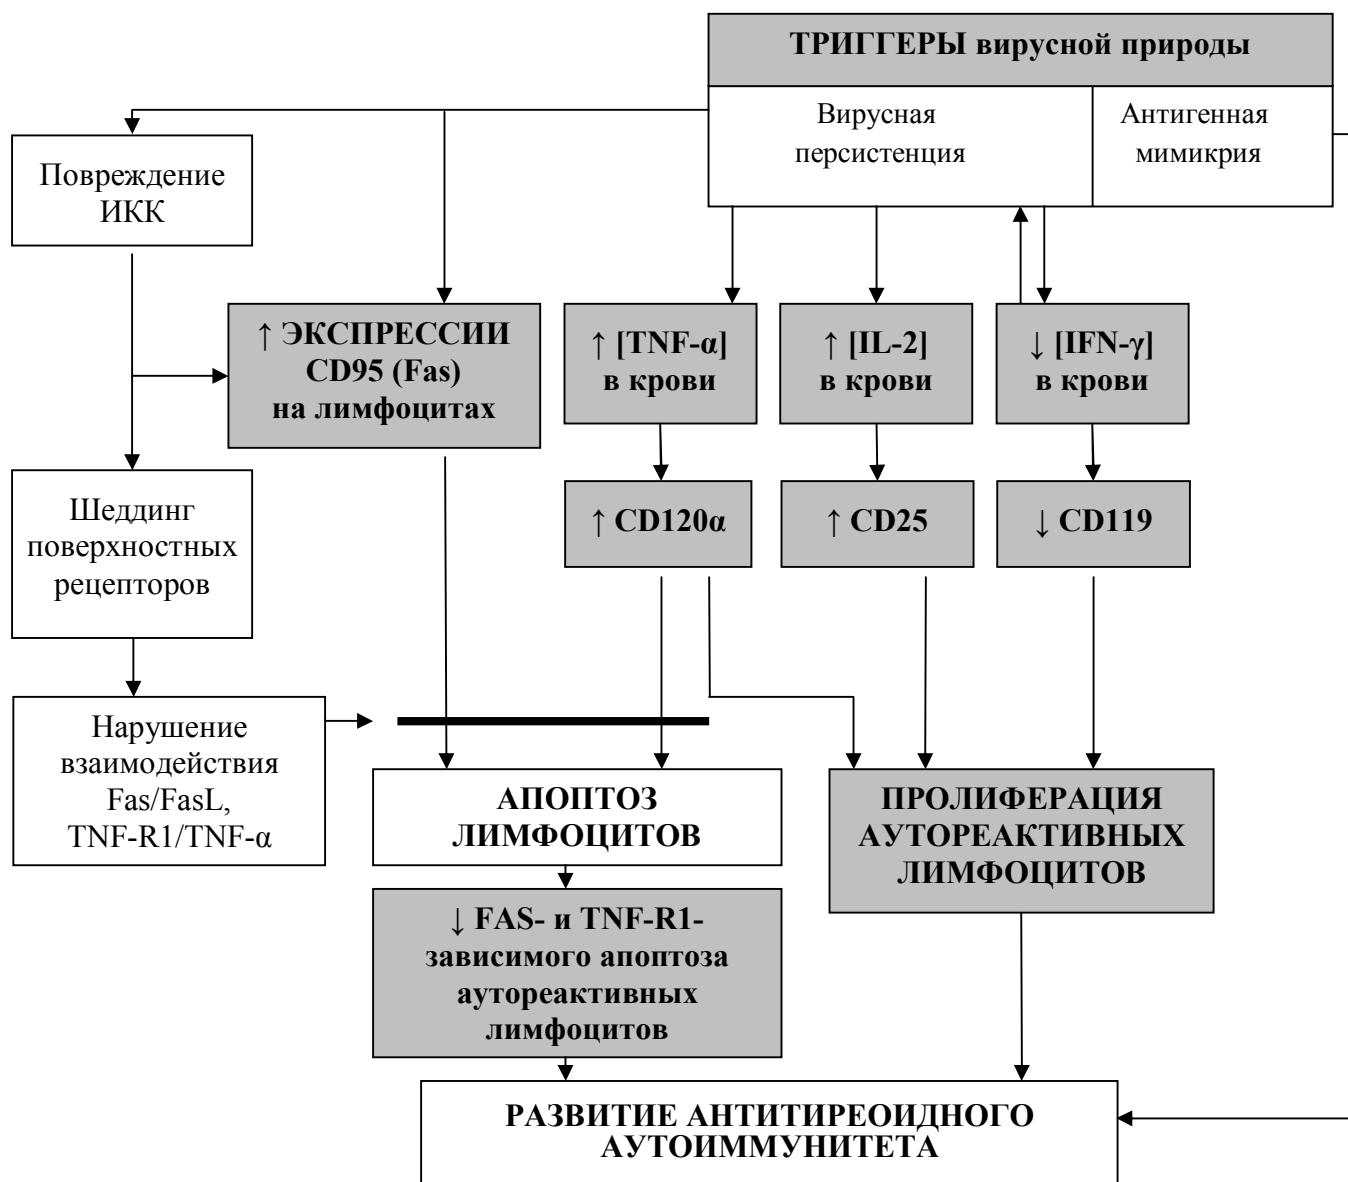 ТРИГГЕРЫ вирусной природы
Вирусная
персистенция
Антигенная
мимикрия
Повреждение
ИКК
↑ ЭКСПРЕССИИ
CD95 (Fas)
на лимфоцитах
↑ [TNF-α]
в крови
↑ [IL-2]
в крови
↓ [IFN-γ]
в крови
Шеддинг
поверхностных
рецепторов
↑ CD120α
↑ CD25
↓ CD119
Нарушение
взаимодействия
Fas/FasL,
TNF-R1/TNF-α
АПОПТОЗ
ЛИМФОЦИТОВ
ПРОЛИФЕРАЦИЯ
АУТОРЕАКТИВНЫХ
ЛИМФОЦИТОВ
↓ FAS- и TNF-R1-
зависимого апоптоза
аутореактивных
лимфоцитов
РАЗВИТИЕ АНТИТИРЕОИДНОГО
АУТОИММУНИТЕТА